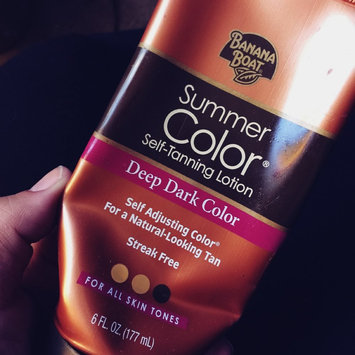 BANANA
BOAT
Summer
Color®
Self-Tanning Lotion
Deep Dark Color
Self Adjusting Color®
For a Natural-Looking Tan
Streak Free
FOR ALL SKIN TONES
6 FL. OZ. (177 mL)